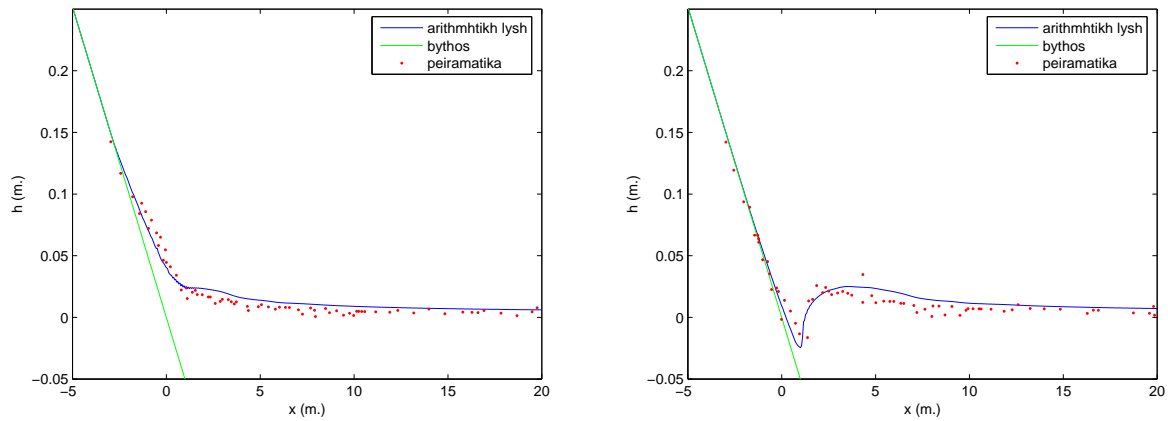 arithmhtikh lysh
bythos
peiramatika
0.2
0.15
0.1
0.05
0
−0.05
h (m.)
−5 0 5 10 15 20
x (m.)
arithmhtikh lysh
bythos
peiramatika
0.2
0.15
0.1
0.05
0
−0.05
h (m.)
−5 0 5 10 15 20
x (m.)